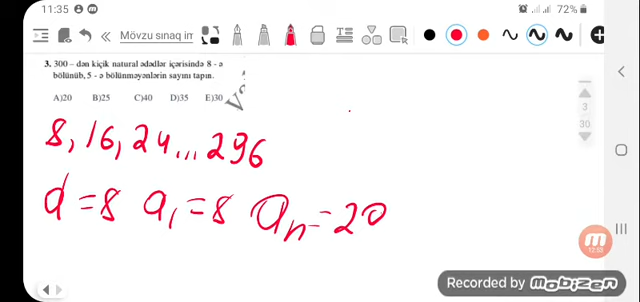 11:35
72%
Mövzu sınaq im
3. 300 – dən kiçik natural ədədlər içərisində 8 - ə
bölünüb, 5 - ə bölünməyənlərin sayını tapın.
A)20 B)25 C)40 D)35 E)30
8, 16, 24 ... 296
d = 8 a₁ = 8 aₙ = 20
3
30
12:53
Recorded by mobizen